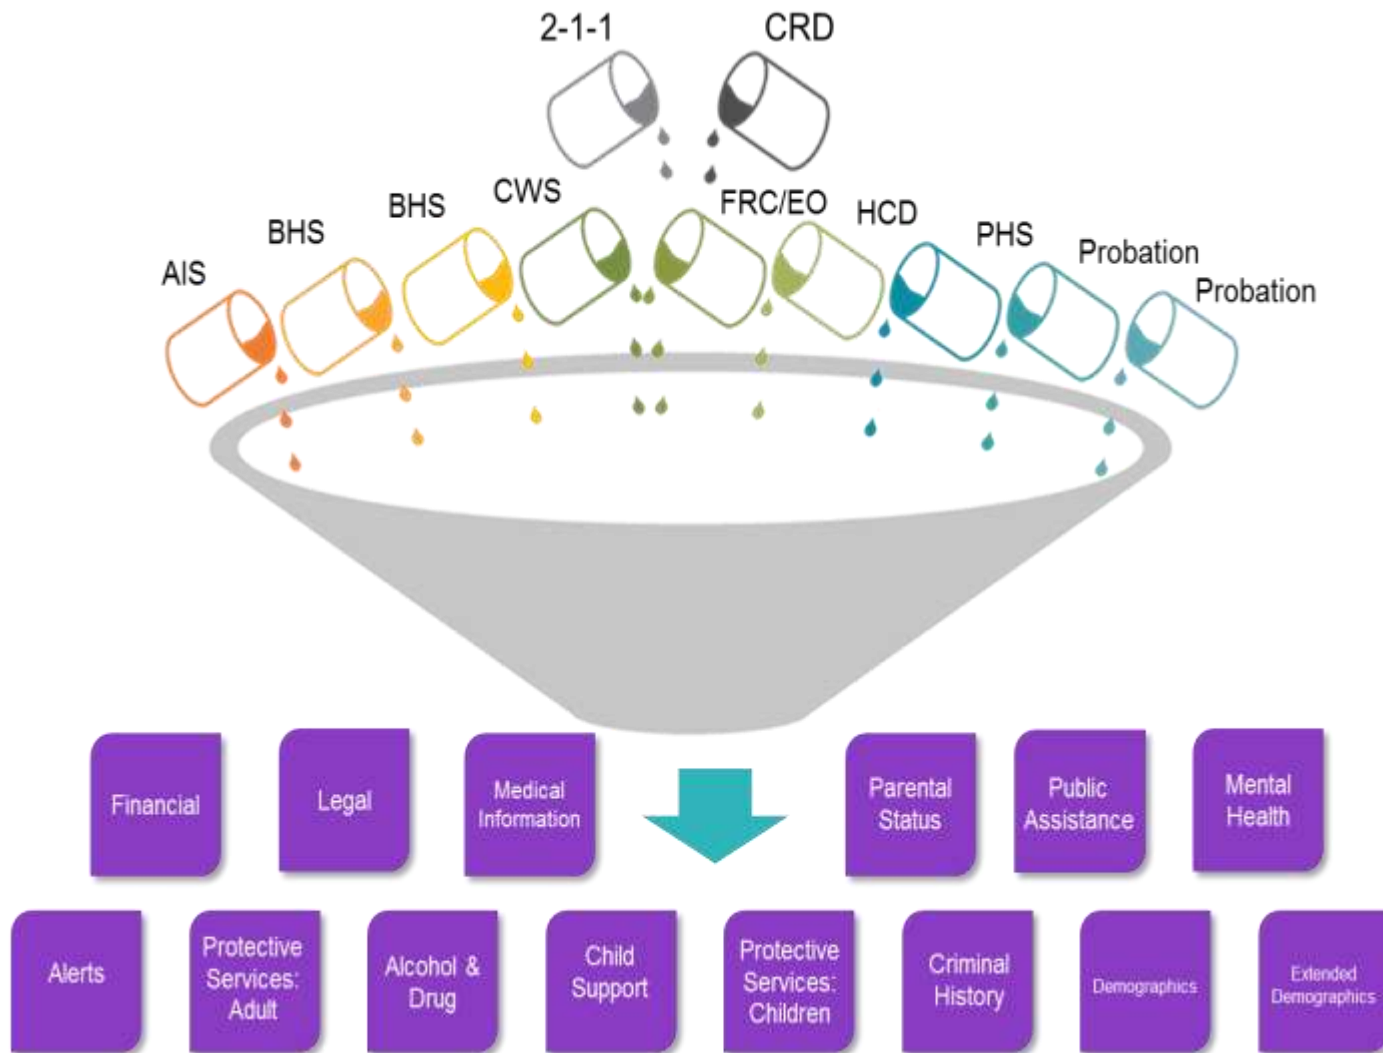 2-1-1
CRD
AIS
BHS
BHS
CWS
FRC/EO
HCD
PHS
Probation
Probation
Financial
Legal
Medical
Information
Parental
Status
Public
Assistance
Mental
Health
Alerts
Protective
Services:
Adult
Alcohol &
Drug
Child
Support
Protective
Services:
Children
Criminal
History
Demographics
Extended
Demographics